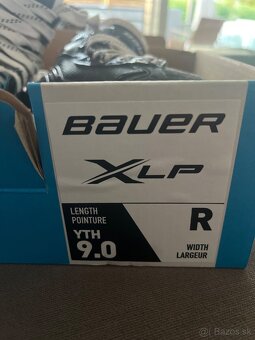 BAUER
XLP
LENGTH
POINTURE
YTH
9.0
R
WIDTH
LARGEUR
Bazos.sk